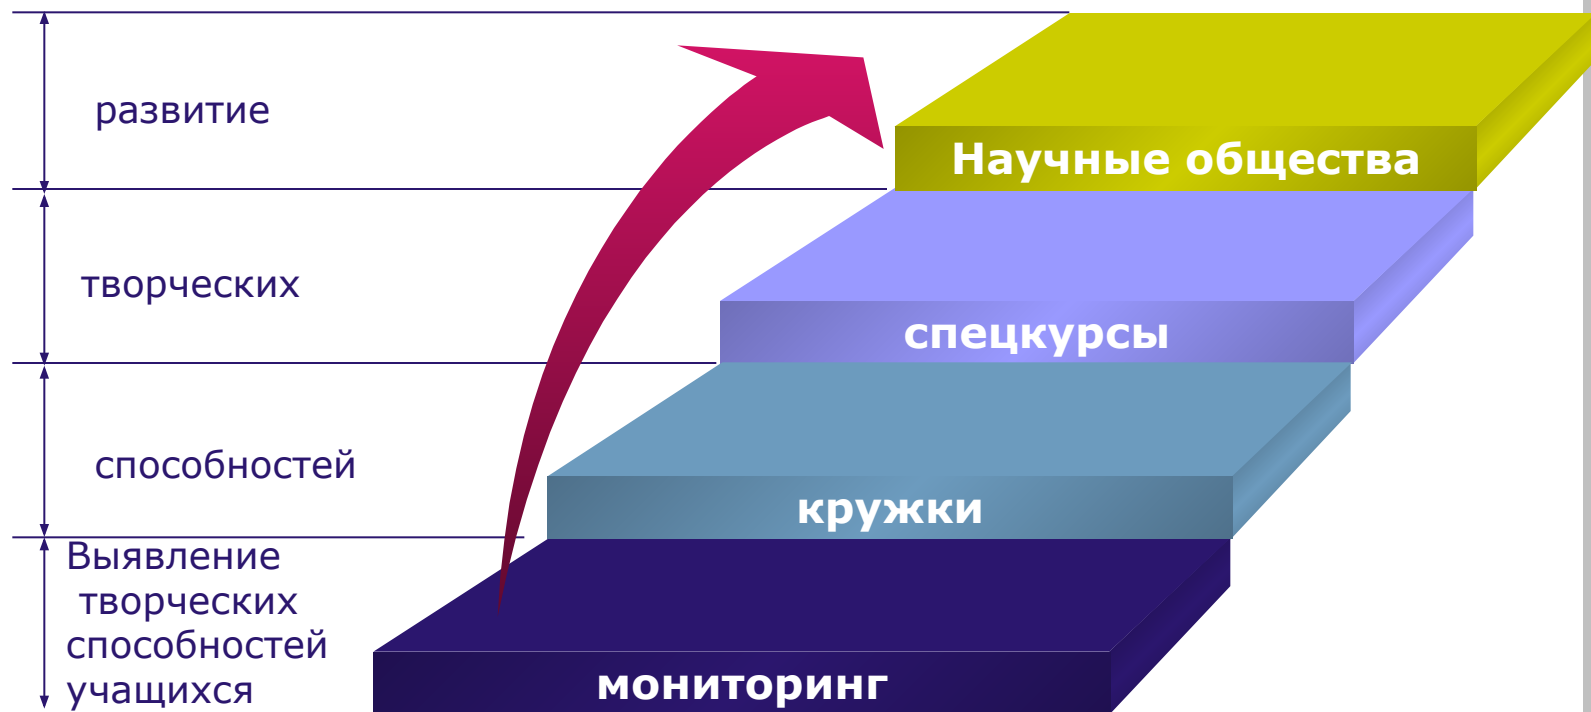 развитие
Научные общества
творческих
спецкурсы
способностей
кружки
Выявление
творческих
способностей
учащихся
мониторинг